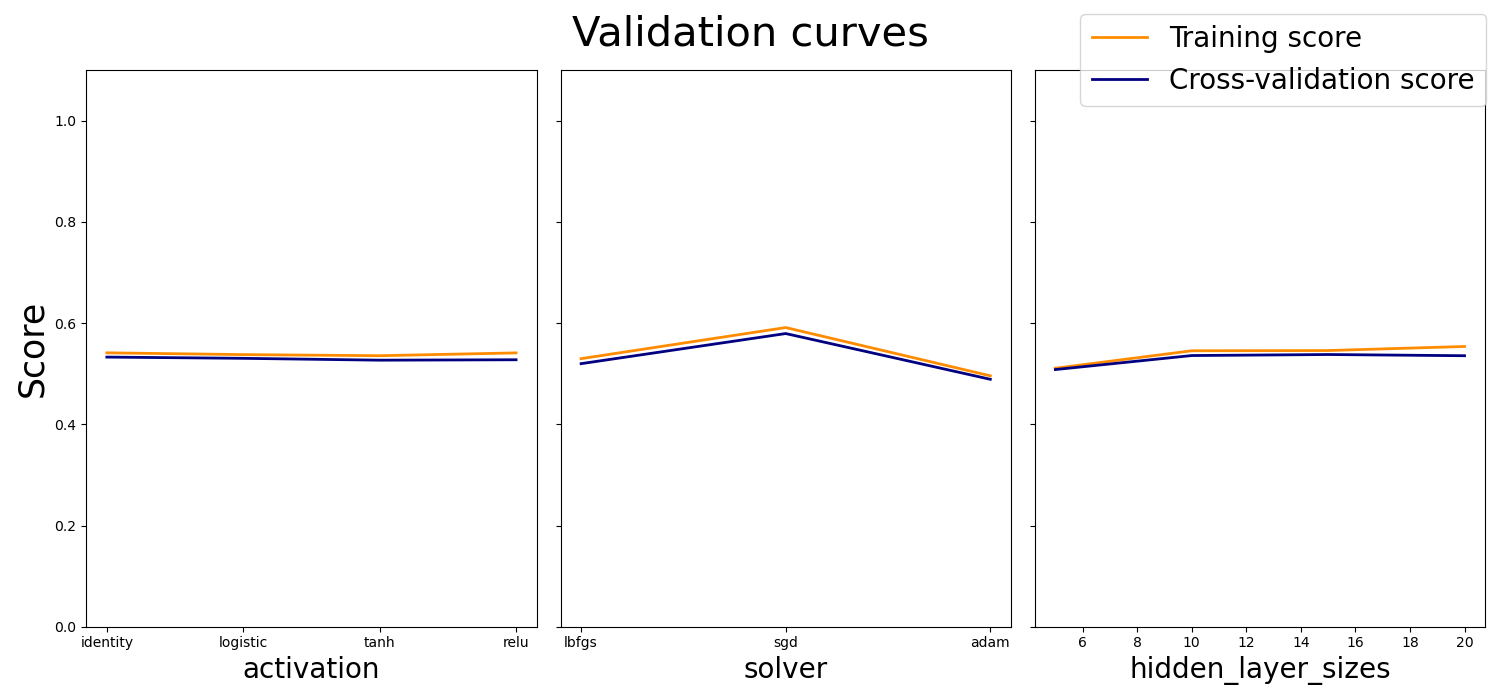 Validation curves
Training score
Cross-validation score
Score
1.0
0.8
0.6
0.4
0.2
0.0
identity logistic tanh relu
activation
lbfgs sgd adam
solver
6 8 10 12 14 16 18 20
hidden_layer_sizes